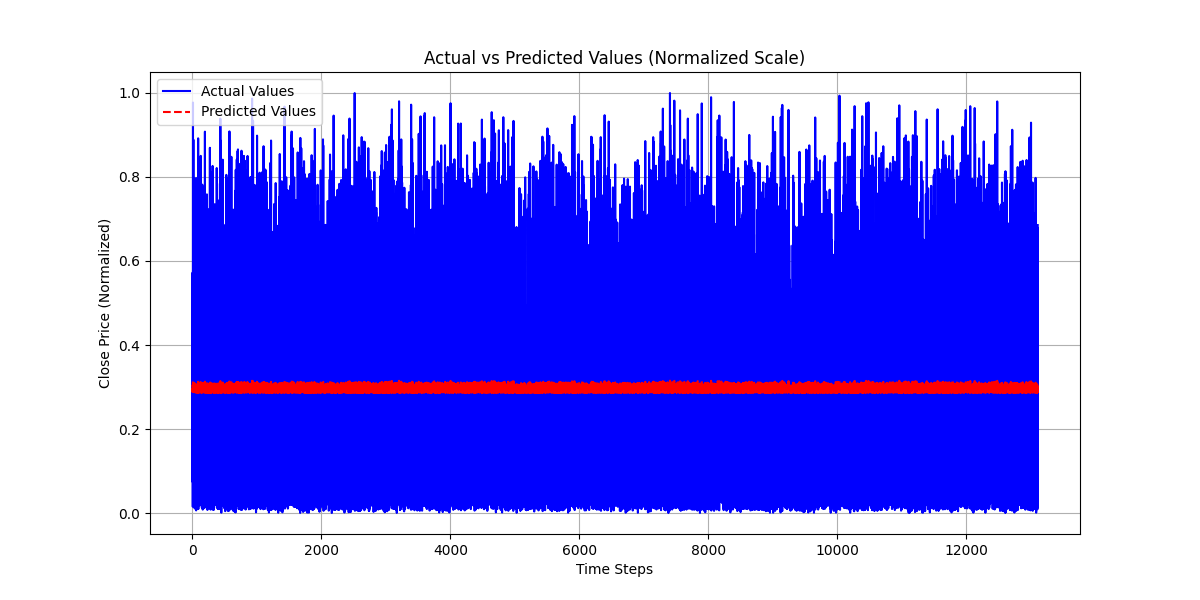 Actual vs Predicted Values (Normalized Scale)
Actual Values
Predicted Values
Close Price (Normalized)
1.0
0.8
0.6
0.4
0.2
0.0
0 2000 4000 6000 8000 10000 12000
Time Steps